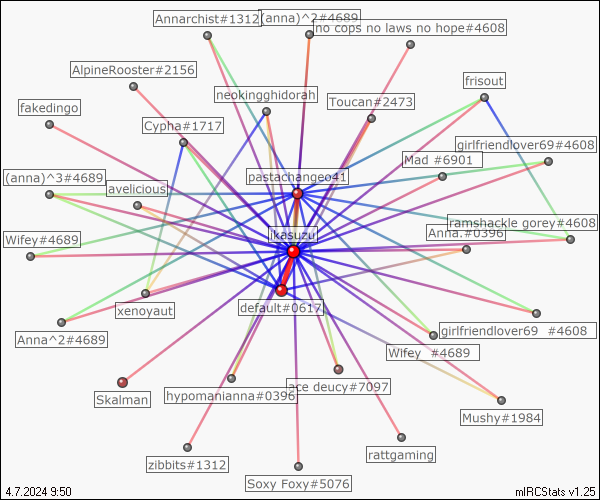 Annarchist#1312
(anna)^2#4689
no cops no laws no hope#4608
AlpineRooster#2156
frisout
neokingghidorah
Toucan#2473
fakedingo
Cypha#1717
girlfriendlover69#4608
Mad #6901
pastachangeo41
(anna)^3#4689
avelicious
ramshackle gorey#4608
Anna.#0396
ikasuzu
Wifey#4689
default#0617
xenoyaut
girlfriendlover69 #4608
Anna^2#4689
Wifey #4689
ace deucy#7097
hypomanianna#0396
Skalman
Mushy#1984
rattgaming
zibbits#1312
Soxy Foxy#5076
4.7.2024 9:50
mIRCStats v1.25